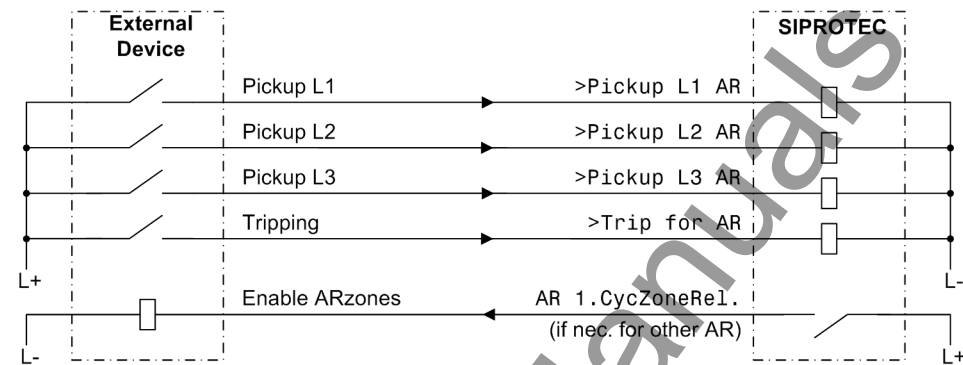 External
Device
SIPROTEC
Pickup L1
>Pickup L1 AR
Pickup L2
>Pickup L2 AR
Pickup L3
>Pickup L3 AR
Tripping
>Trip for AR
L+
L-
Enable ARzones
AR 1.CycZoneRel.
(if nec. for other AR)
L-
L+
anuals